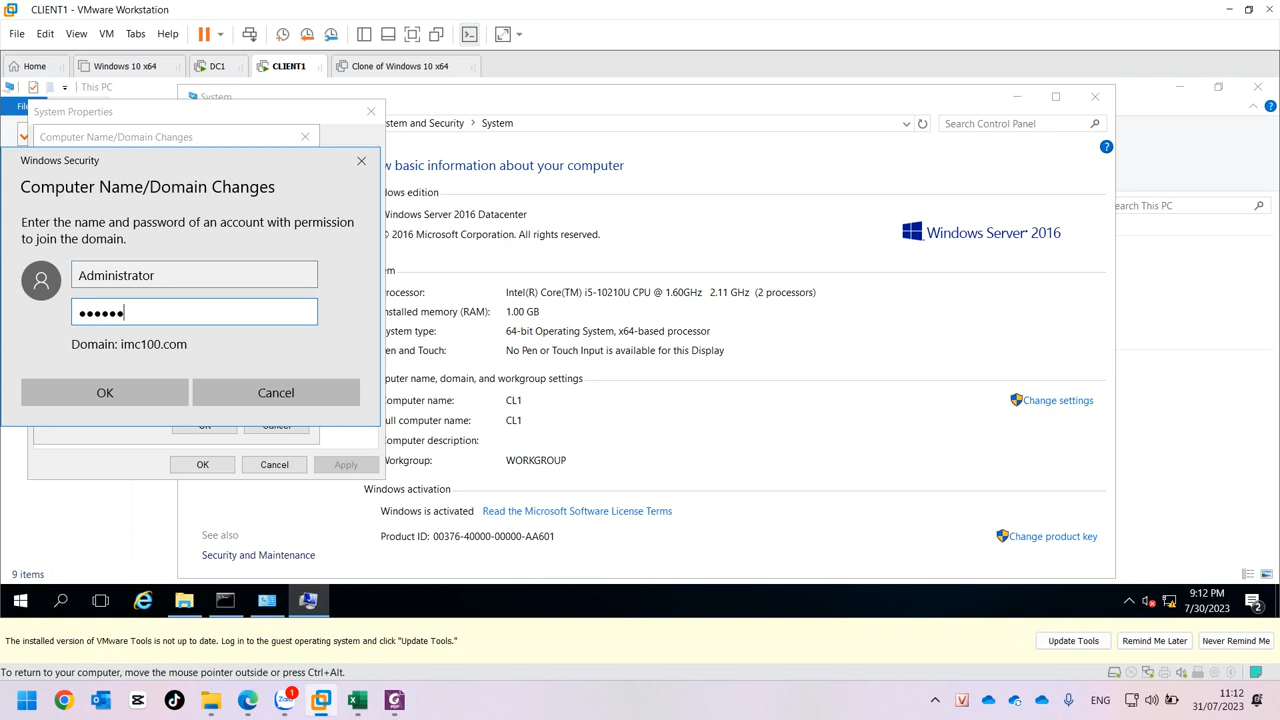 CLIENT1 - VMware Workstation
File Edit View VM Tabs Help
Home Windows 10 x64 DC1 CLIENT1 Clone of Windows 10 x64
This PC
System
System Properties
Computer Name/Domain Changes
Windows Security
Computer Name/Domain Changes
Enter the name and password of an account with permission
to join the domain.
Administrator
●●●●●●
Domain: imc100.com
OK Cancel
OK Cancel Apply
System
Search Control Panel
w basic information about your computer
dows edition
Windows Server 2016 Datacenter
© 2016 Microsoft Corporation. All rights reserved.
Windows Server 2016
Search This PC
em
Processor: Intel(R) Core(TM) i5-10210U CPU @ 1.60GHz 2.11 GHz (2 processors)
nstalled memory (RAM): 1.00 GB
ystem type: 64-bit Operating System, x64-based processor
en and Touch: No Pen or Touch Input is available for this Display
puter name, domain, and workgroup settings
Computer name: CL1
Change settings
ull computer name: CL1
Computer description:
Workgroup: WORKGROUP
Windows activation
Windows is activated Read the Microsoft Software License Terms
Product ID: 00376-40000-00000-AA601
Change product key
See also
Security and Maintenance
9 items
9:12 PM
7/30/2023
2
The installed version of VMware Tools is not up to date. Log in to the guest operating system and click "Update Tools."
Update Tools Remind Me Later Never Remind Me
To return to your computer, move the mouse pointer outside or press Ctrl+Alt.
Zalo
1
ENG
11:12
31/07/2023